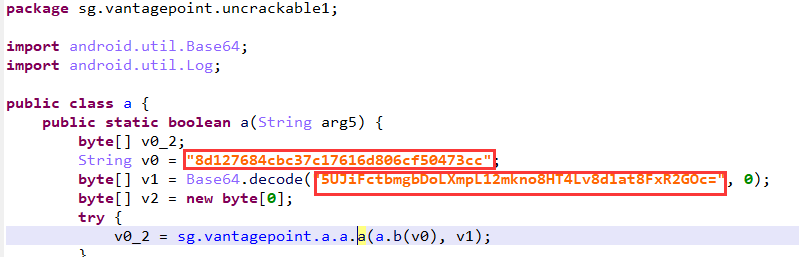 package sg.vantagepoint.uncrackable1;
import android.util.Base64;
import android.util.Log;
public class a {
public static boolean a(String arg5) {
byte[] v0_2;
String v0 = "8d127684cbc37c17616d806cf50473cc";
byte[] v1 = Base64.decode("5UJiFctbmgbDoLXmpL12mkno8HT4Lv8dlat8FxR2GOc=", 0);
byte[] v2 = new byte[0];
try {
v0_2 = sg.vantagepoint.a.a.a(a.b(v0), v1);
}